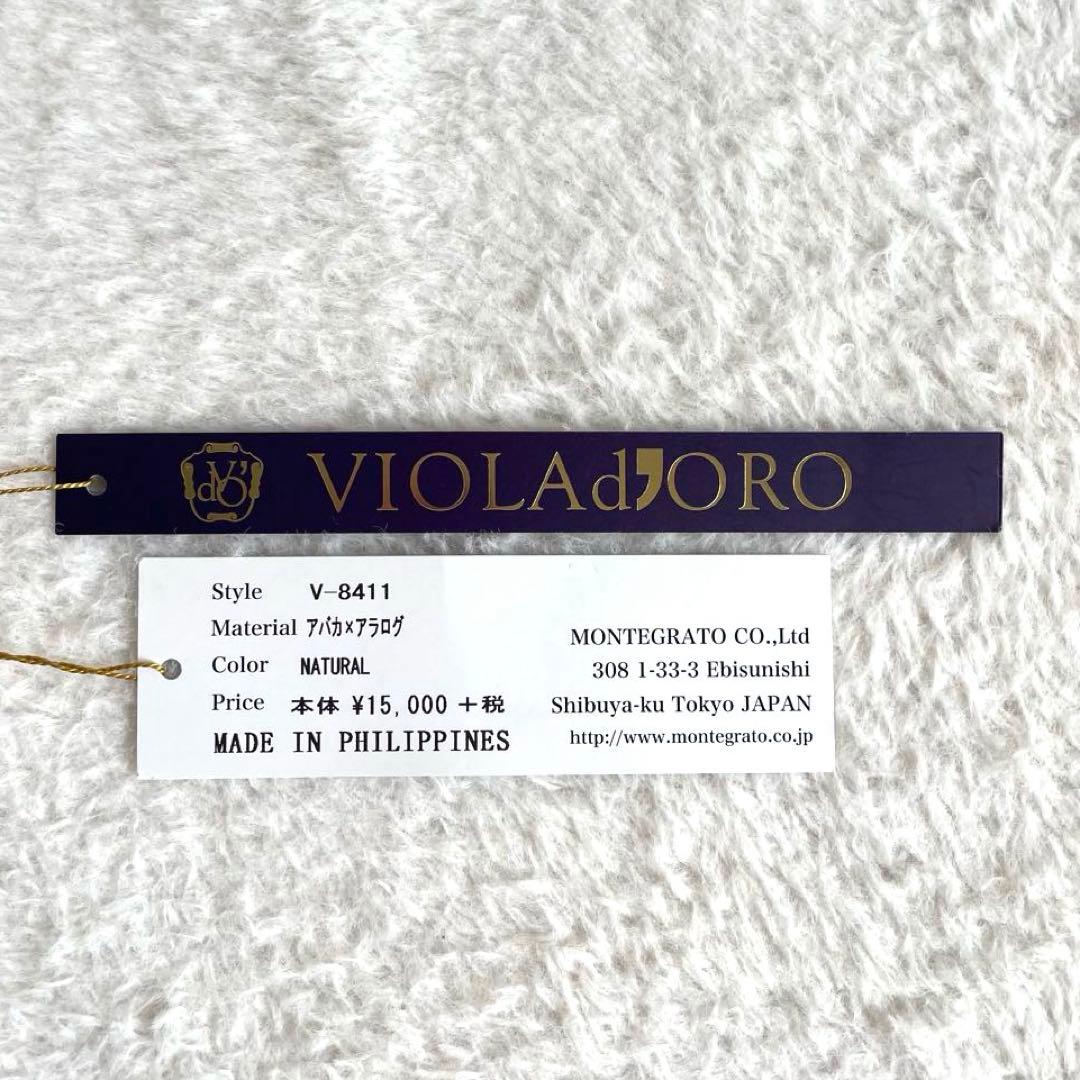 dVO'
VIOLAd'ORO
Style V-8411
Material アバカ×アラログ
Color NATURAL
Price 本体 ¥15,000 +税
MADE IN PHILIPPINES
MONTEGRATO CO.,Ltd
308 1-33-3 Ebisunishi
Shibuya-ku Tokyo JAPAN
http://www.montegrato.co.jp